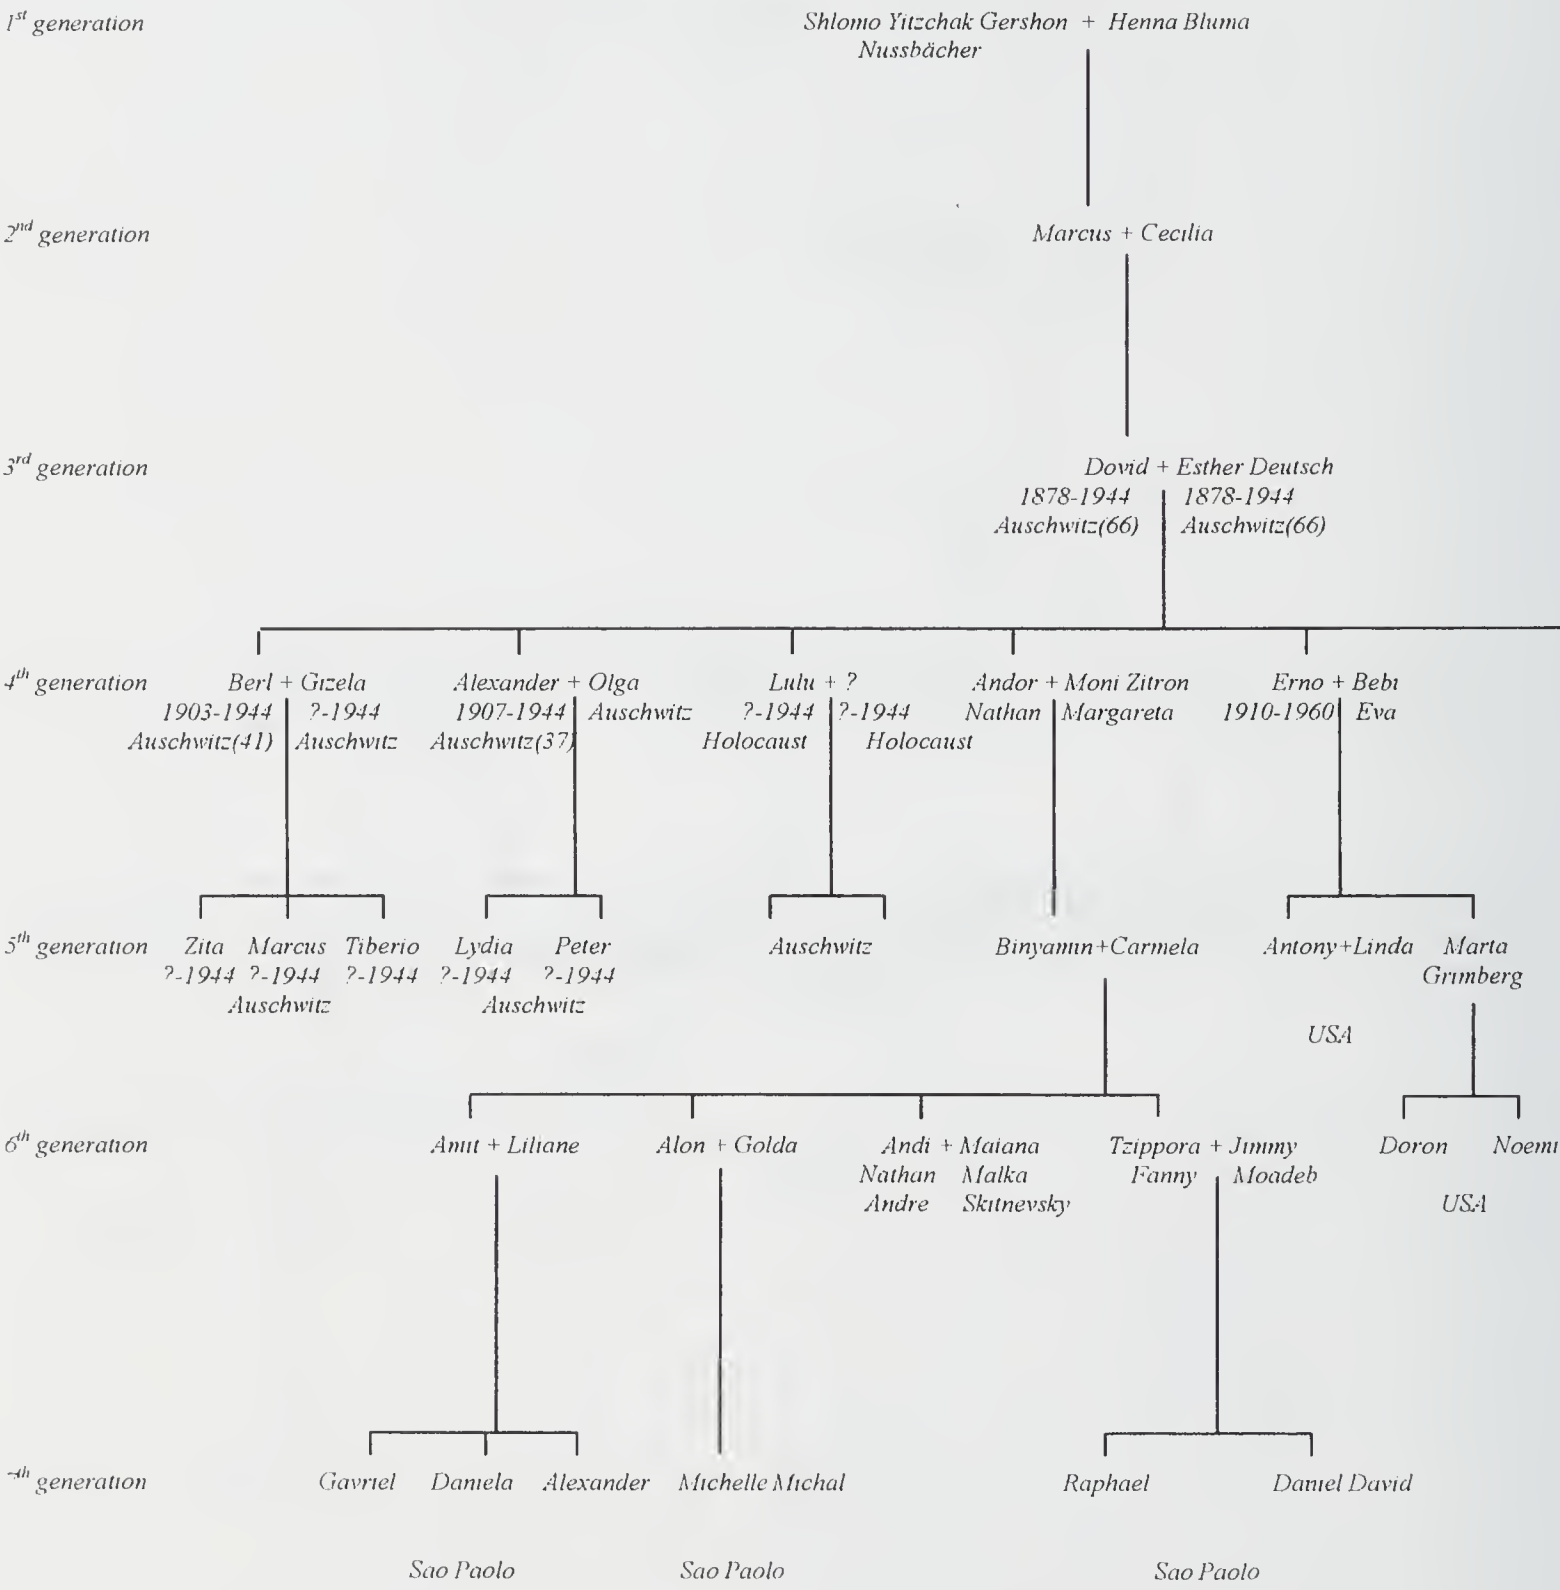 1st generation
Shlomo Yitzchak Gershon + Henna Bluma
Nussbächer
2nd generation
Marcus + Cecilia
3rd generation
Dovid + Esther Deutsch
1878-1944 1878-1944
Auschwitz(66) Auschwitz(66)
4th generation
Berl + Gizela Alexander + Olga Lulu + ? Andor + Moni Zitron Erno + Bebi
1903-1944 ?-1944 1907-1944 Auschwitz ?-1944 ?-1944 Nathan Margareta 1910-1960 Eva
Auschwitz(41) Auschwitz Auschwitz(37) Holocaust Holocaust
5th generation
Zita Marcus Tiberio Lydia Peter Auschwitz Binyamin+Carmela Antony+Linda Marta
?-1944 ?-1944 ?-1944 ?-1944 ?-1944 Grimberg
Auschwitz Auschwitz
USA
6th generation
Amit + Liliane Alon + Golda Andi + Maiana Tzippora + Jimmy Doron Noemi
Nathan Malka Fanny Moadeb
Andre Skitnevsky USA
generation
Gavriel Daniela Alexander Michelle Michal Raphael Daniel David
Sao Paolo Sao Paolo Sao Paolo